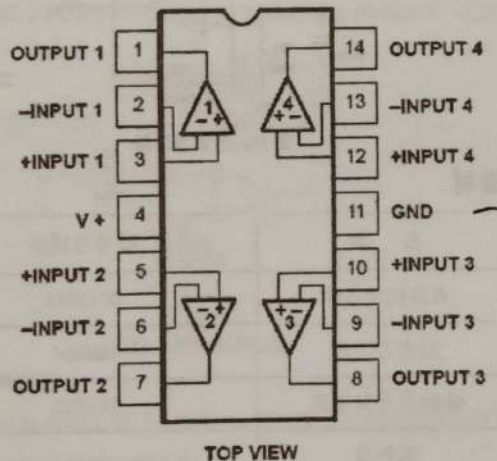 OUTPUT 1 1 14 OUTPUT 4
–INPUT 1 2 1 4 13 –INPUT 4
– + + –
+INPUT 1 3 12 +INPUT 4
V + 4 11 GND
+INPUT 2 5 10 +INPUT 3
– + + –
–INPUT 2 6 2 3 9 –INPUT 3
OUTPUT 2 7 8 OUTPUT 3
TOP VIEW